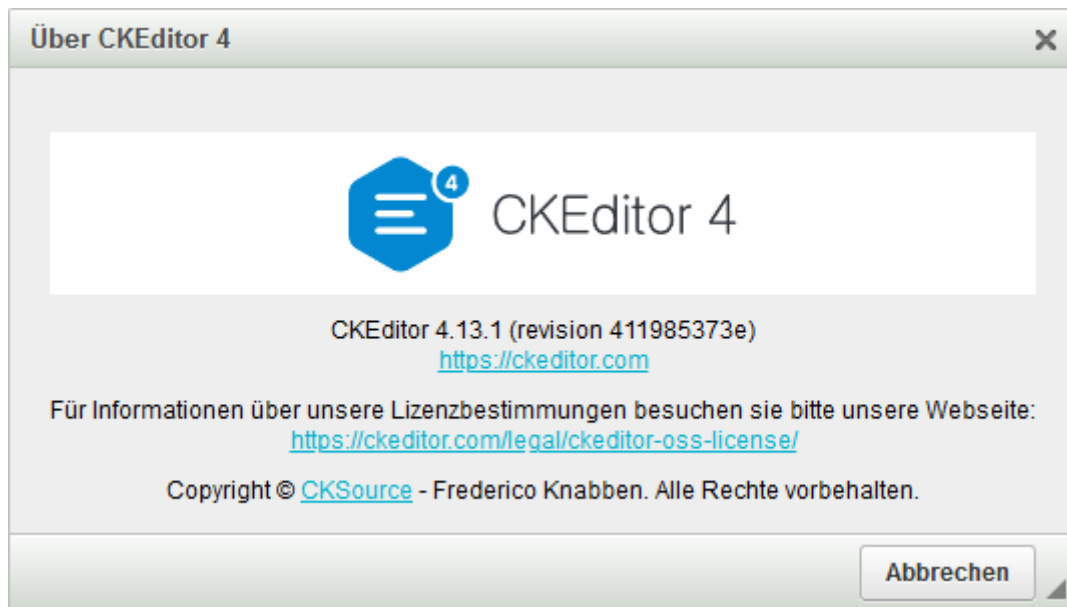 Über CKEditor 4
4
CKEditor 4
CKEditor 4.13.1 (revision 411985373e)
https://ckeditor.com
Für Informationen über unsere Lizenzbestimmungen besuchen sie bitte unsere Webseite:
https://ckeditor.com/legal/ckeditor-oss-license/
Copyright © CKSource - Frederico Knabben. Alle Rechte vorbehalten.
Abbrechen